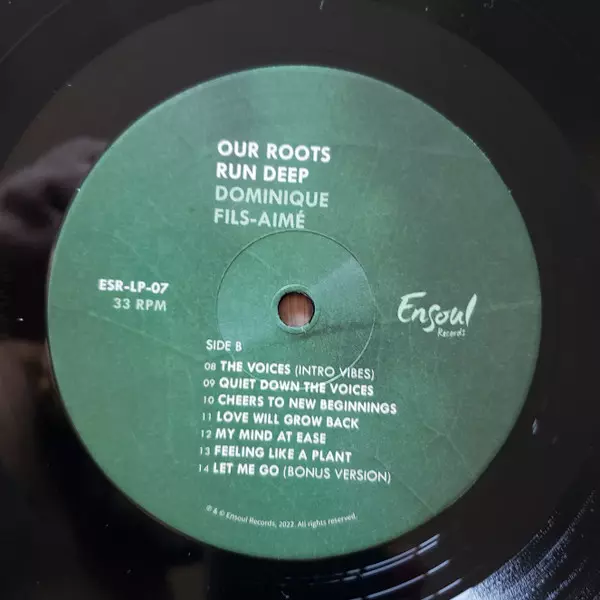 OUR ROOTS
RUN DEEP
DOMINIQUE
FILS-AIMÉ
ESR-LP-07
33 RPM
Ensoul
Records
SIDE B
08 THE VOICES (INTRO VIBES)
09 QUIET DOWN THE VOICES
10 CHEERS TO NEW BEGINNINGS
11 LOVE WILL GROW BACK
12 MY MIND AT EASE
13 FEELING LIKE A PLANT
14 LET ME GO (BONUS VERSION)
℗ & © Ensoul Records, 2023. All rights reserved.